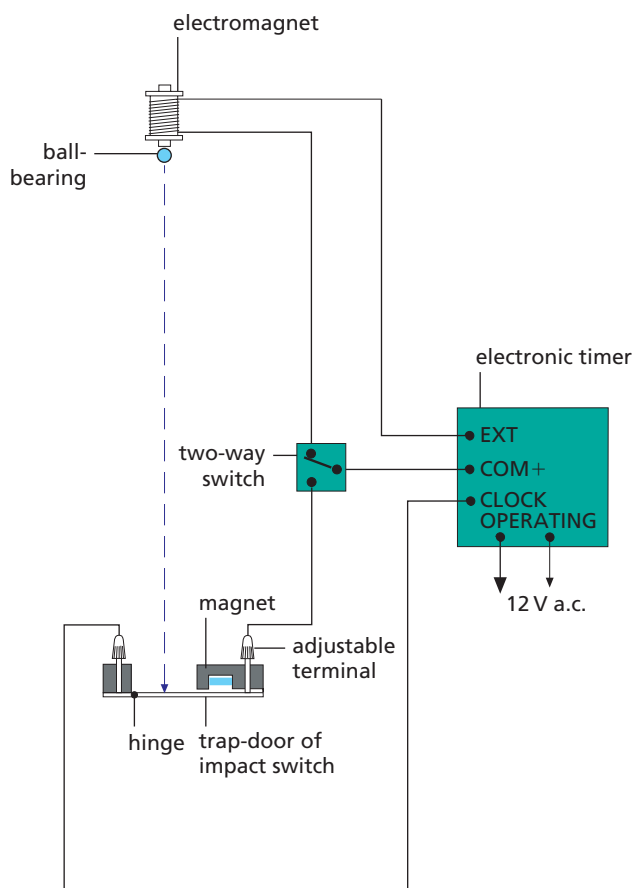 electromagnet
ball-
bearing
electronic timer
EXT
two-way
switch
COM+
CLOCK
OPERATING
12 V a.c.
magnet
adjustable
terminal
hinge
trap-door of
impact switch